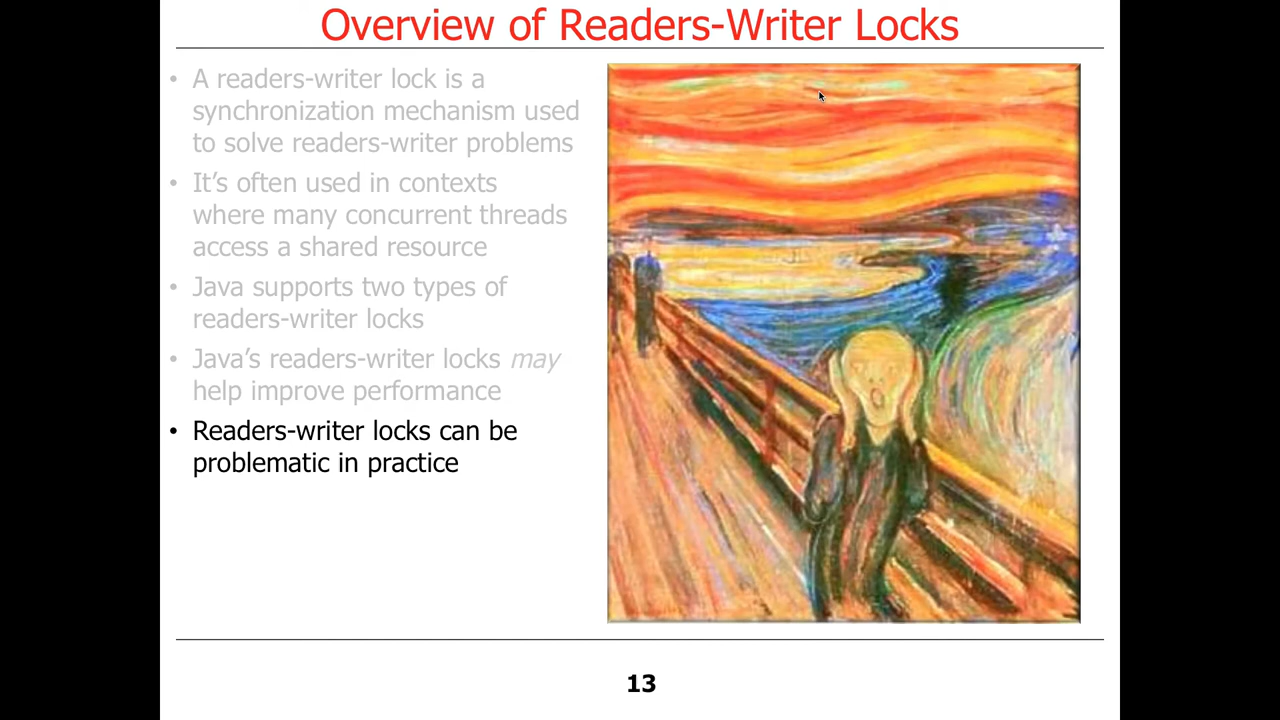 Overview of Readers-Writer Locks
• A readers-writer lock is a
synchronization mechanism used
to solve readers-writer problems
• It’s often used in contexts
where many concurrent threads
access a shared resource
• Java supports two types of
readers-writer locks
• Java’s readers-writer locks may
help improve performance
• Readers-writer locks can be
problematic in practice
13